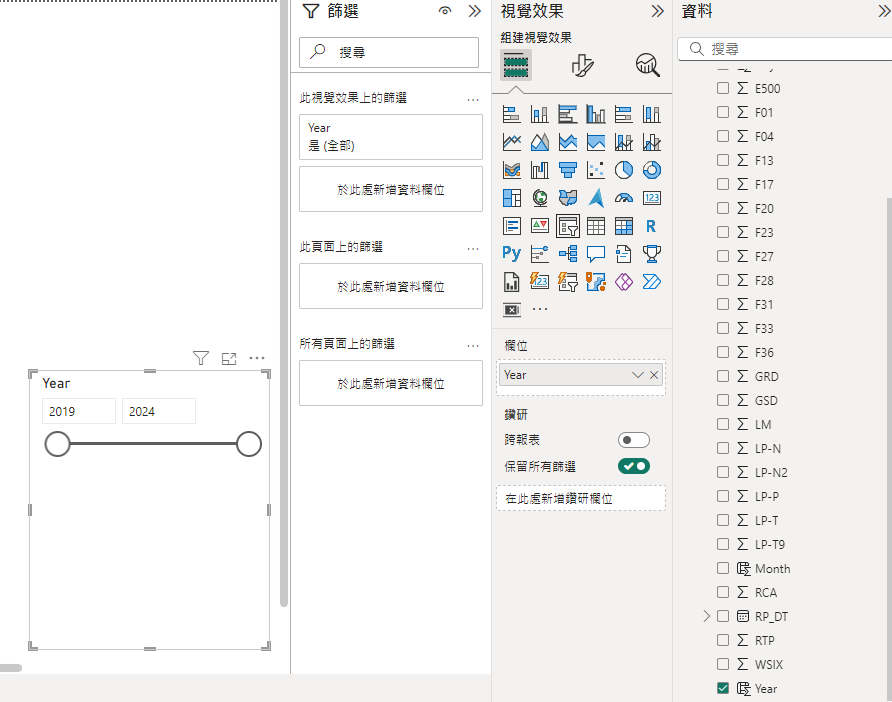 篩選
搜尋
此視覺效果上的篩選
...
Year
是 (全部)
於此處新增資料欄位
此頁面上的篩選
...
於此處新增資料欄位
所有頁面上的篩選
...
於此處新增資料欄位
Year
2019
2024
視覺效果
組建視覺效果
123
R
Py
123
...
欄位
Year
鑽研
跨報表
保留所有篩選
在此處新增鑽研欄位
資料
搜尋
E500
F01
F04
F13
F17
F20
F23
F27
F28
F31
F33
F36
GRD
GSD
LM
LP-N
LP-N2
LP-P
LP-T
LP-T9
Month
RCA
RP_DT
RTP
WSIX
Year